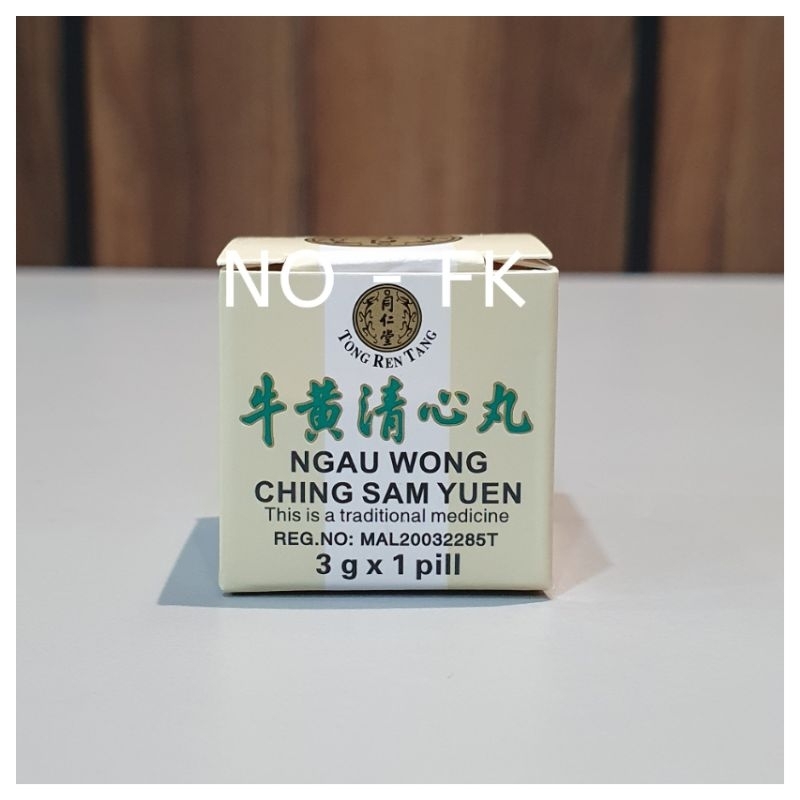 NO - FK
同仁堂
TONG REN TANG
牛黄清心丸
NGAU WONG
CHING SAM YUEN
This is a traditional medicine
REG.NO: MAL20032285T
3 g x 1 pill